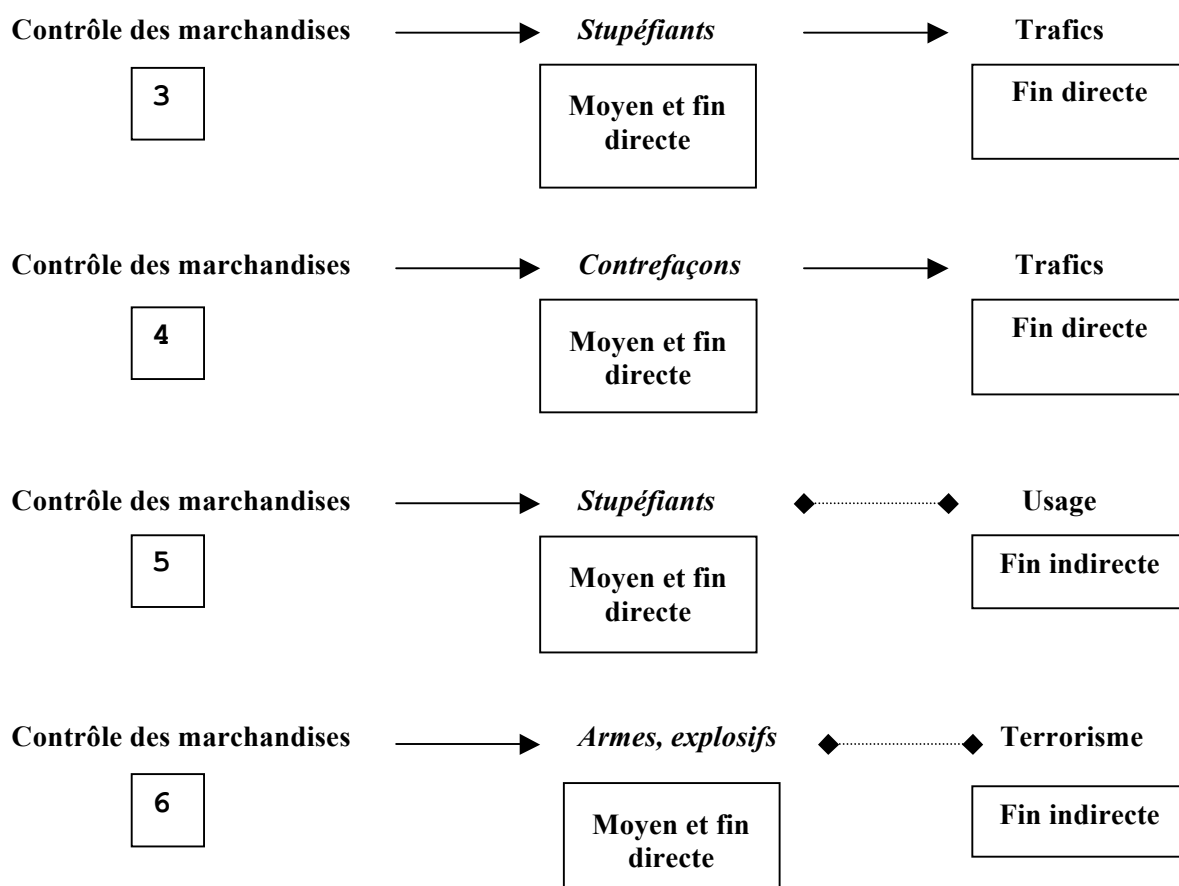 Contrôle des marchandises Stupéfiants Trafics
3 Moyen et fin directe Fin directe
Contrôle des marchandises Contrefaçons Trafics
4 Moyen et fin directe Fin directe
Contrôle des marchandises Stupéfiants Usage
5 Moyen et fin directe Fin indirecte
Contrôle des marchandises Armes, explosifs Terrorisme
6 Moyen et fin directe Fin indirecte